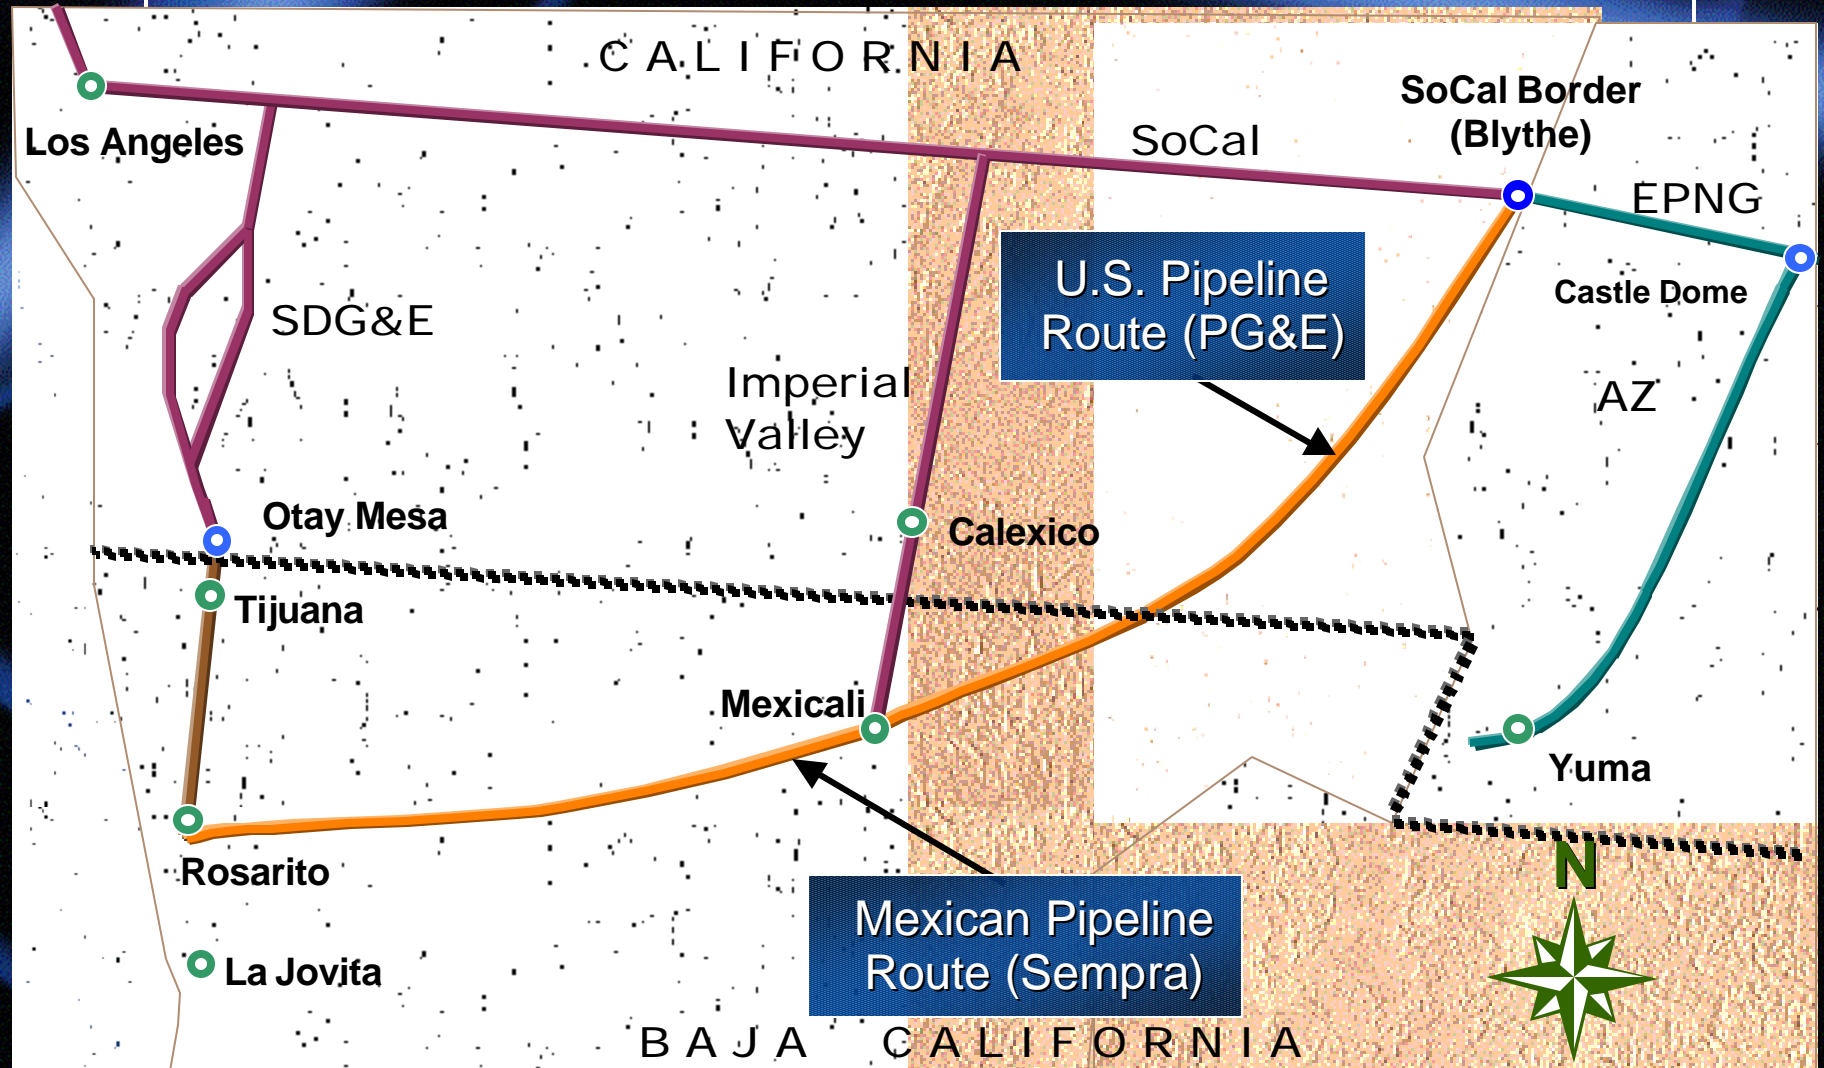 CALIFORNIA
SoCal Border
(Blythe)
Los Angeles
SoCal
EPNG
U.S. Pipeline
Route (PG&E)
Castle Dome
SDG&E
Imperial
Valley
AZ
Otay Mesa
Calexico
Tijuana
Mexicali
Yuma
Rosarito
N
Mexican Pipeline
Route (Sempra)
La Jovita
BAJA CALIFORNIA